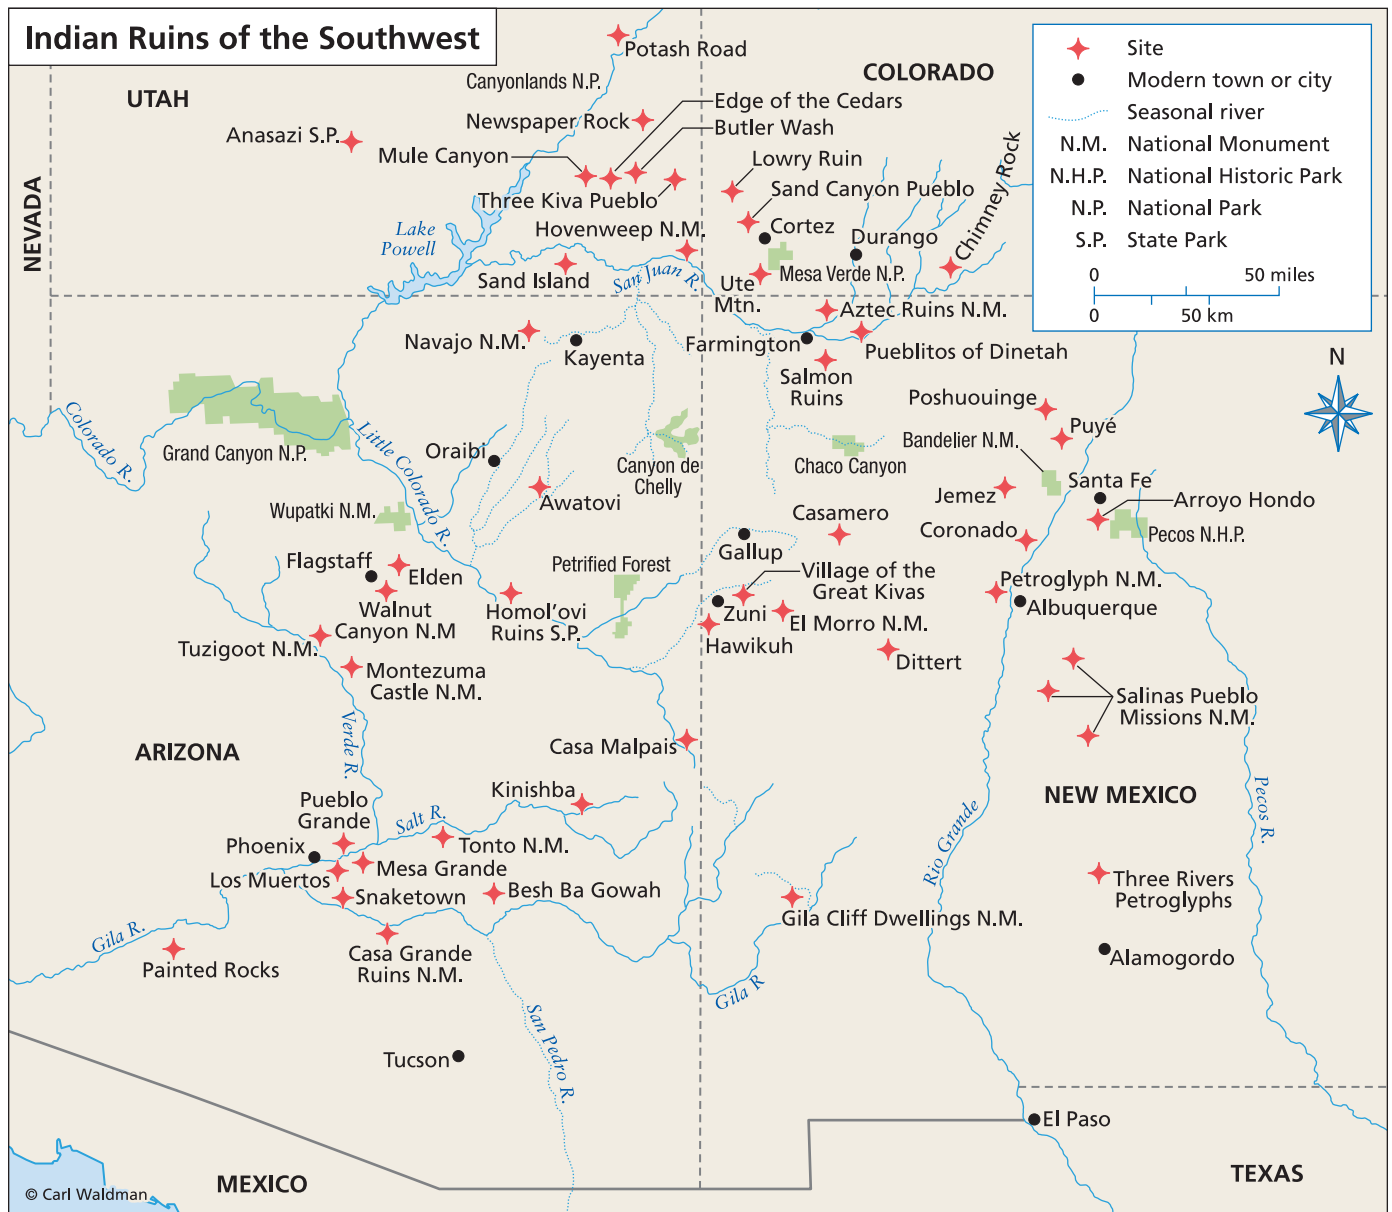 Indian Ruins of the Southwest
Site
Modern town or city
Seasonal river
N.M. National Monument
N.H.P. National Historic Park
N.P. National Park
S.P. State Park
0 50 miles
0 50 km
N
UTAH
COLORADO
NEVADA
ARIZONA
NEW MEXICO
MEXICO
TEXAS
Potash Road
Canyonlands N.P.
Edge of the Cedars
Newspaper Rock
Butler Wash
Anasazi S.P.
Mule Canyon
Lowry Ruin
Chimney Rock
Three Kiva Pueblo
Sand Canyon Pueblo
Hovenweep N.M.
Cortez
Durango
Lake
Powell
Sand Island
San Juan R.
Ute
Mtn.
Mesa Verde N.P.
Aztec Ruins N.M.
Navajo N.M.
Kayenta
Farmington
Pueblitos of Dinetah
Salmon
Ruins
Poshuouinge
Puyé
Colorado R.
Grand Canyon N.P.
Little Colorado R.
Oraibi
Canyon de
Chelly
Chaco Canyon
Bandelier N.M.
Santa Fe
Jemez
Arroyo Hondo
Awatovi
Wupatki N.M.
Casamero
Coronado
Pecos N.H.P.
Gallup
Flagstaff
Elden
Petrified Forest
Village of the
Great Kivas
Petroglyph N.M.
Walnut
Canyon N.M
Homol’ovi
Ruins S.P.
Zuni
El Morro N.M.
Albuquerque
Tuzigoot N.M.
Hawikuh
Dittert
Montezuma
Castle N.M.
Salinas Pueblo
Missions N.M.
Verde R.
Casa Malpais
Pueblo
Grande
Kinishba
Salt R.
Pecos R.
Rio Grande
Phoenix
Tonto N.M.
Los Muertos
Mesa Grande
Snaketown
Besh Ba Gowah
Three Rivers
Petroglyphs
Gila Cliff Dwellings N.M.
Gila R.
Casa Grande
Ruins N.M.
Painted Rocks
Alamogordo
Gila R
San Pedro R.
Tucson
El Paso
© Carl Waldman